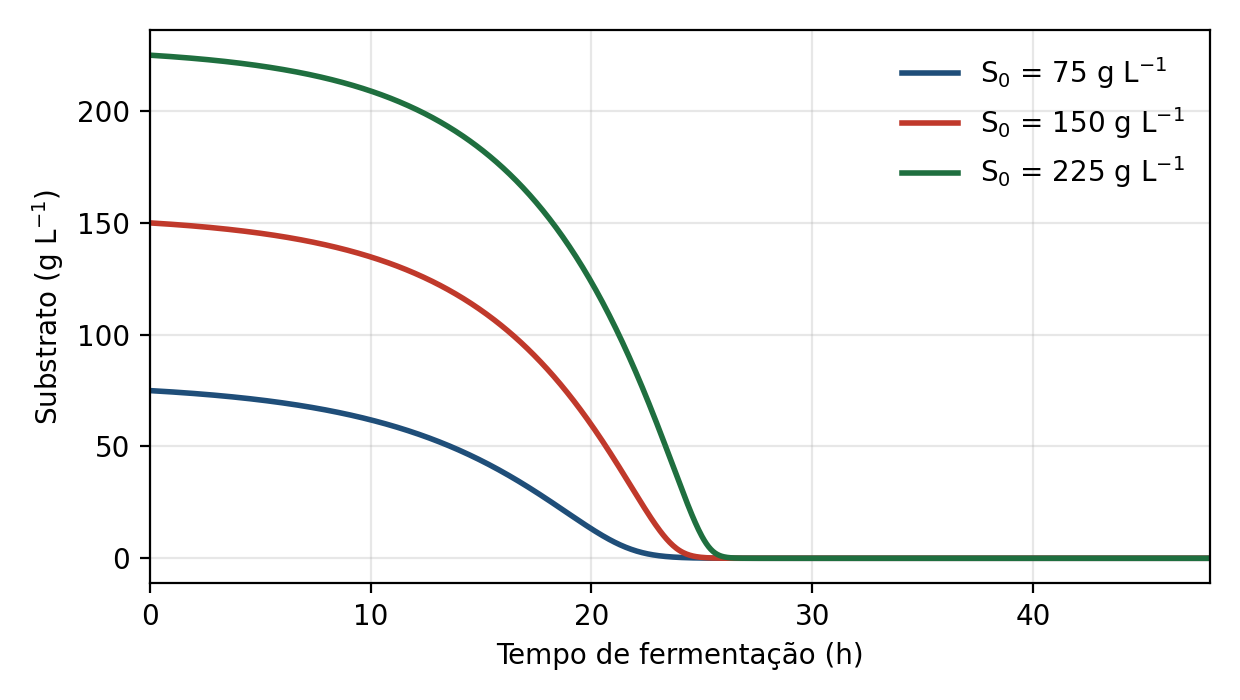 S₀ = 75 g L⁻¹
S₀ = 150 g L⁻¹
S₀ = 225 g L⁻¹
Substrato (g L⁻¹)
200
150
100
50
0
0 10 20 30 40
Tempo de fermentação (h)